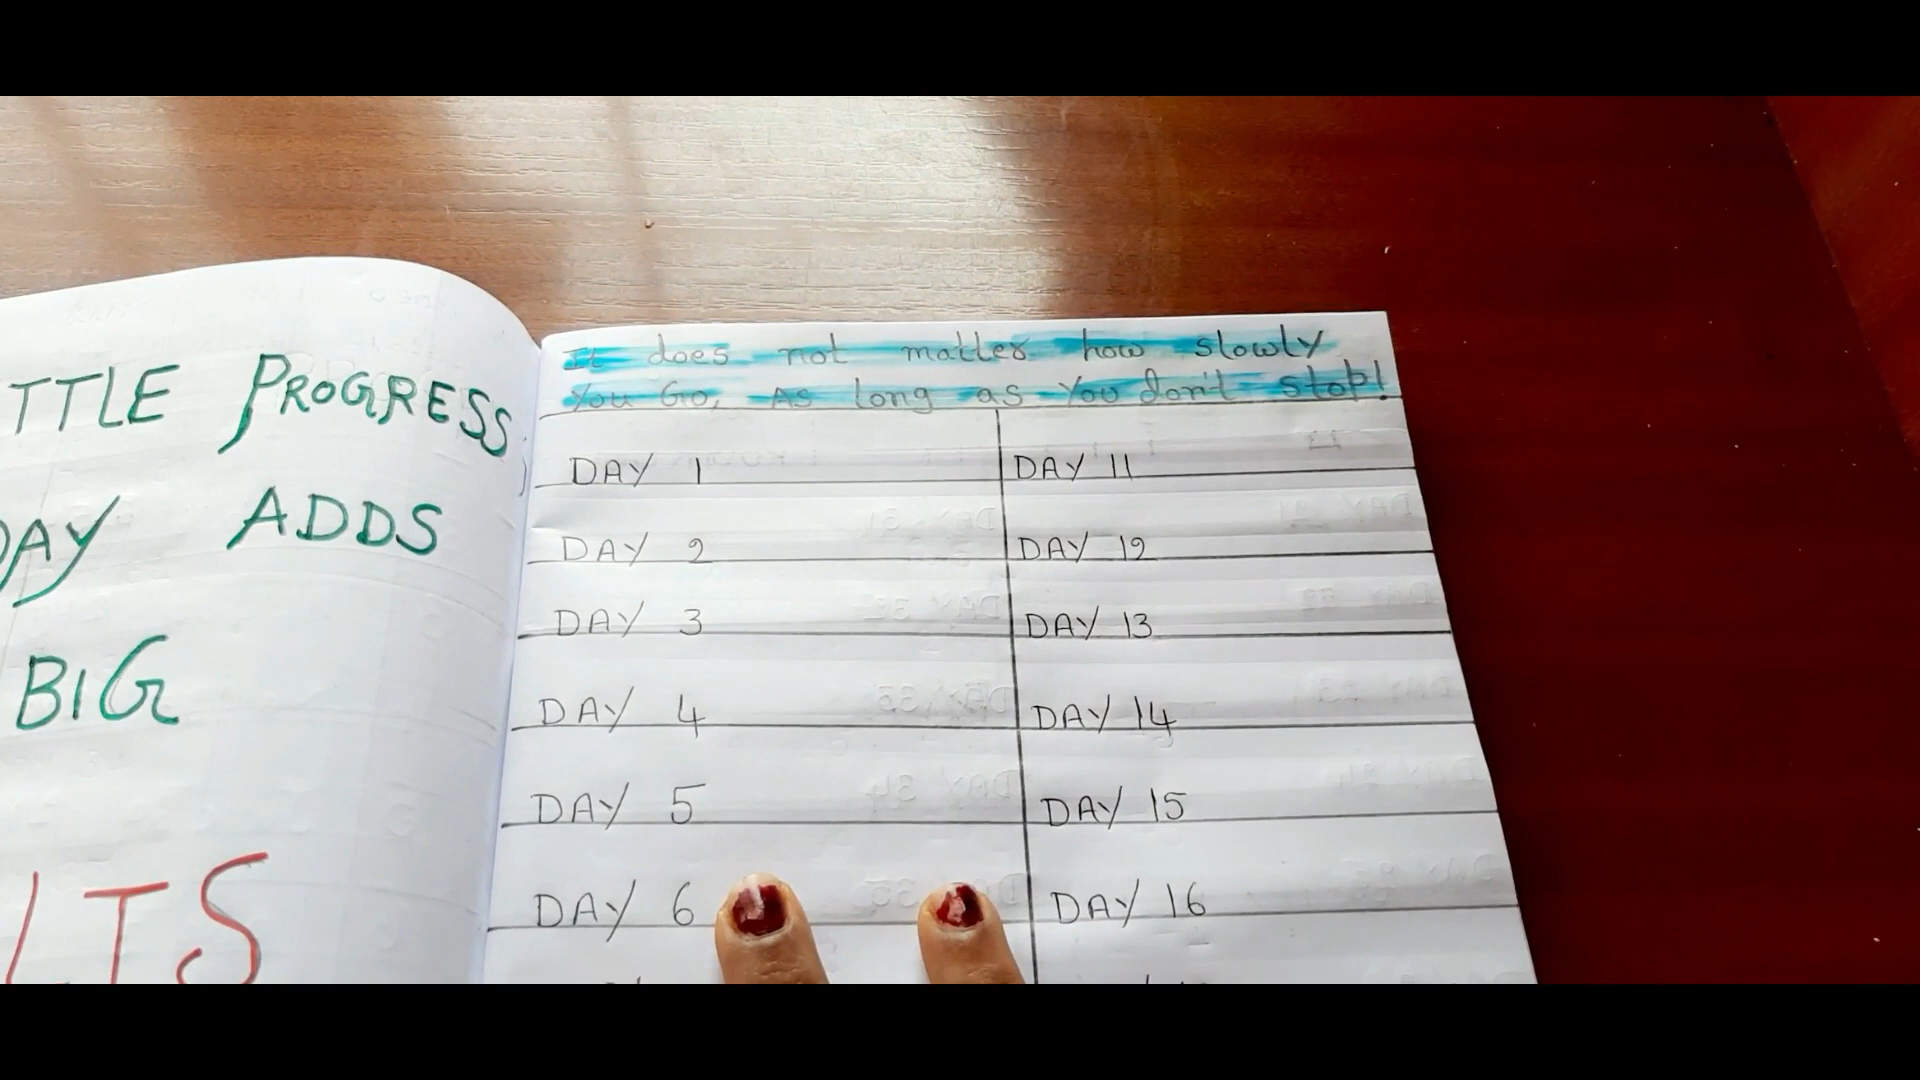 TTLE PROGRESS
DAY ADDS
BIG
LTS
It does not matter how slowly
You Go, As long as You don't stop!
DAY 1
DAY 11
DAY 2
DAY 12
DAY 3
DAY 13
DAY 4
DAY 14
DAY 5
DAY 15
DAY 6
DAY 16